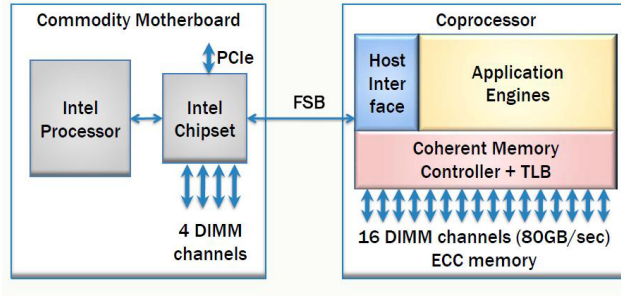 Commodity Motherboard
PCIe
Intel
Processor
Intel
Chipset
4 DIMM
channels
FSB
Coprocessor
Host
Inter
face
Application
Engines
Coherent Memory
Controller + TLB
16 DIMM channels (80GB/sec)
ECC memory